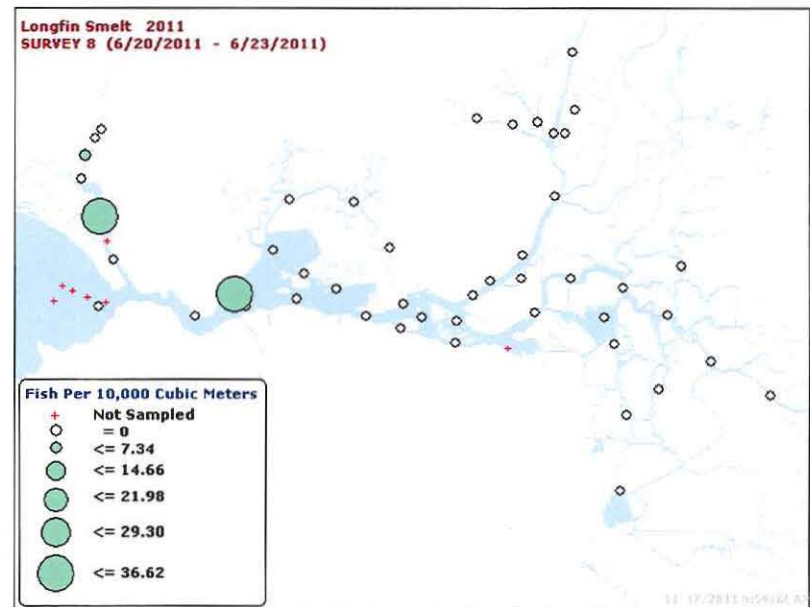 Longfin Smelt 2011
SURVEY 8 (6/20/2011 - 6/23/2011)
Fish Per 10,000 Cubic Meters
Not Sampled
= 0
<= 7.34
<= 14.66
<= 21.98
<= 29.30
<= 36.62